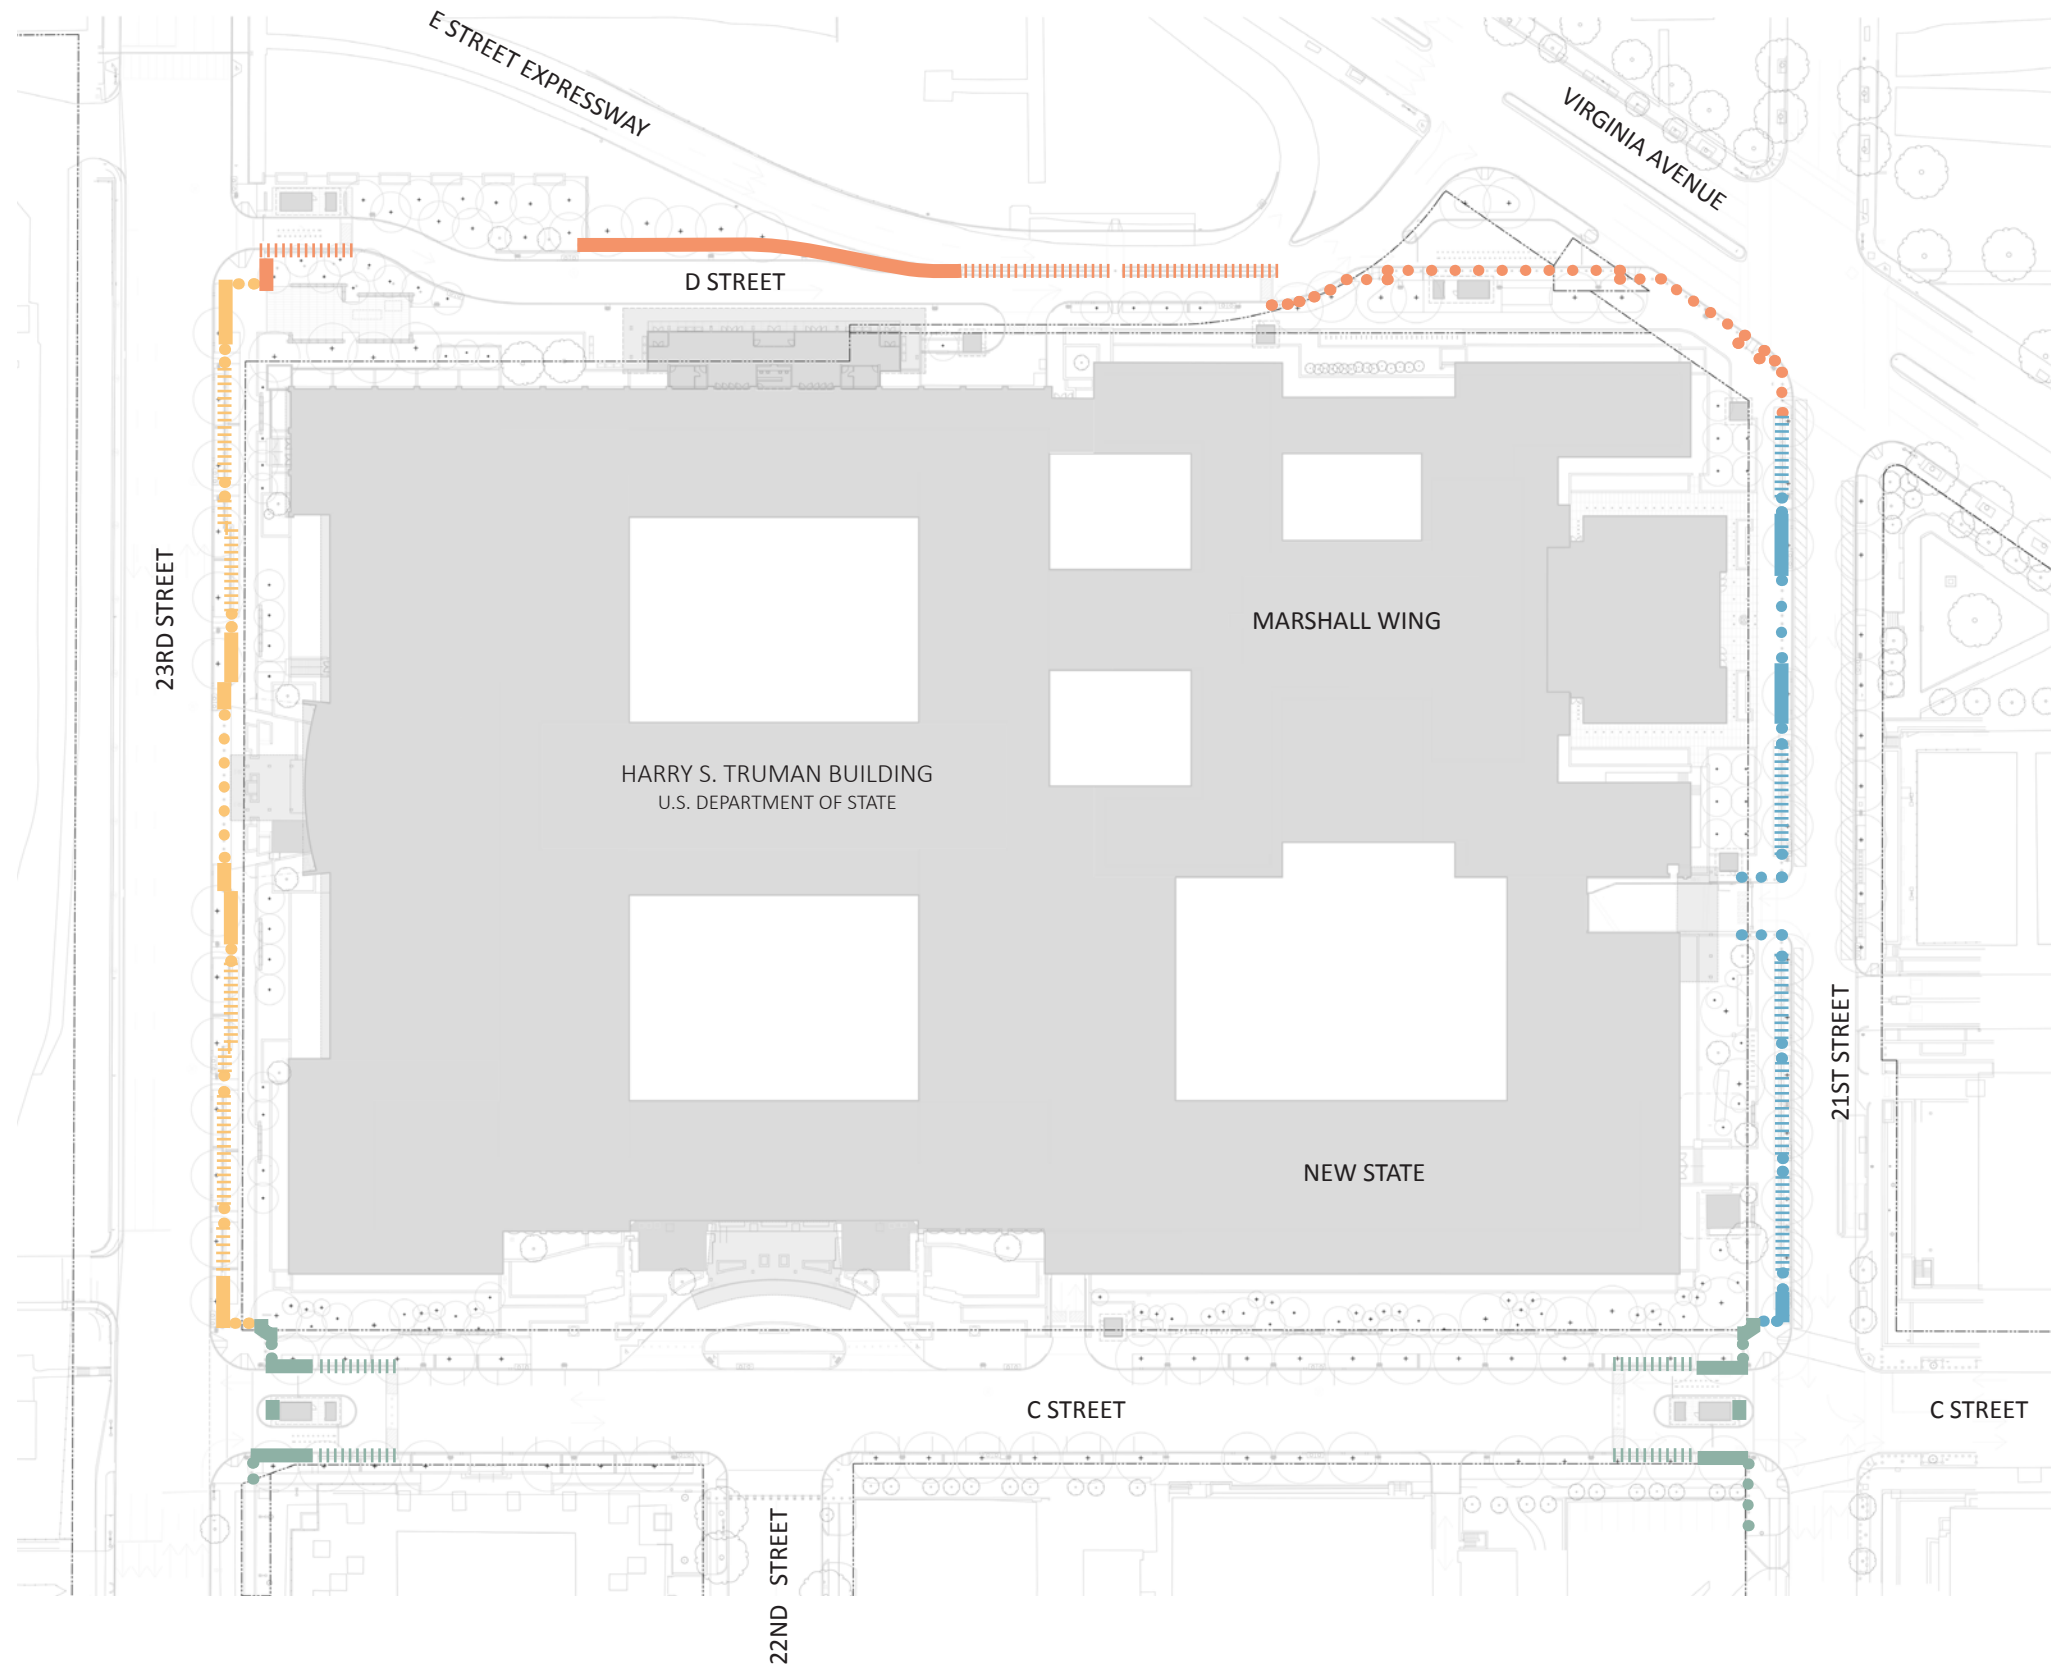 E STREET EXPRESSWAY
VIRGINIA AVENUE
D STREET
23RD STREET
MARSHALL WING
HARRY S. TRUMAN BUILDING
U.S. DEPARTMENT OF STATE
21ST STREET
NEW STATE
C STREET
C STREET
22ND STREET